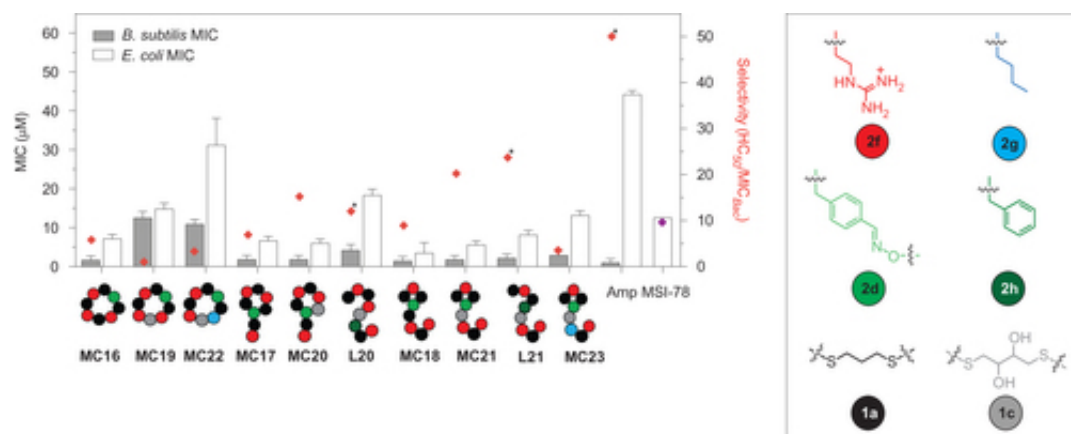 B. subtilis MIC
E. coli MIC
MIC (μM)
60
50
40
30
20
10
0
50
40
30
20
10
0
Selectivity (HC50/MICBac)
*
*
*
Amp MSI-78
MC16 MC19 MC22 MC17 MC20 L20 MC18 MC21 L21 MC23
HN
NH2
+
NH2
2f
2g
N
O
2d
2h
S
S
1a
OH
S
S
OH
1c